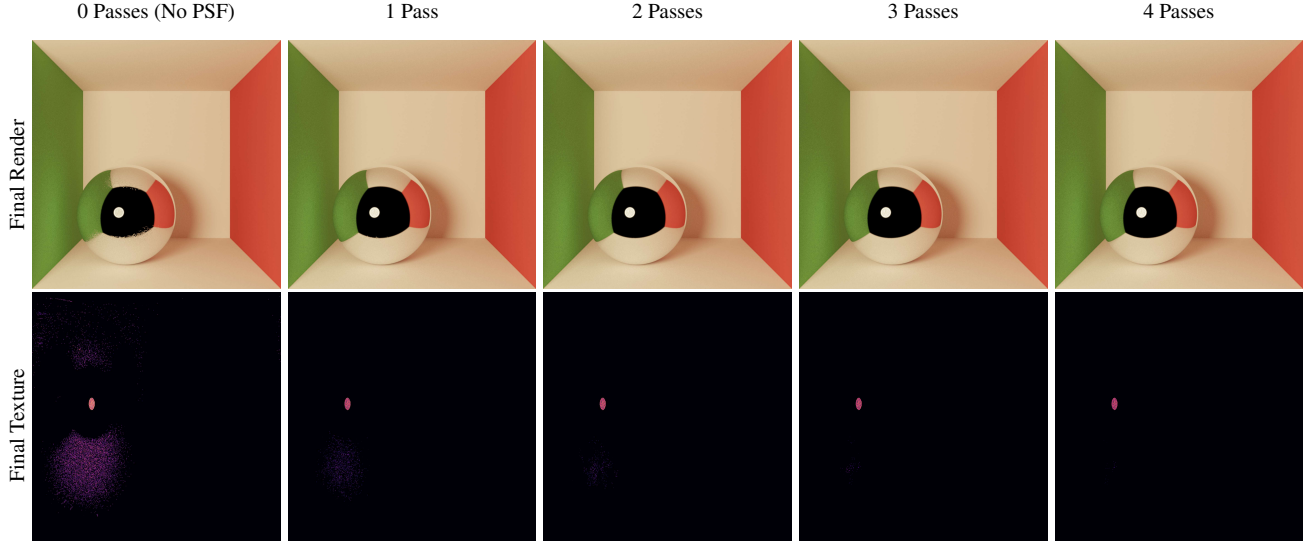 0 Passes (No PSF)
1 Pass
2 Passes
3 Passes
4 Passes
Final Render
Final Texture